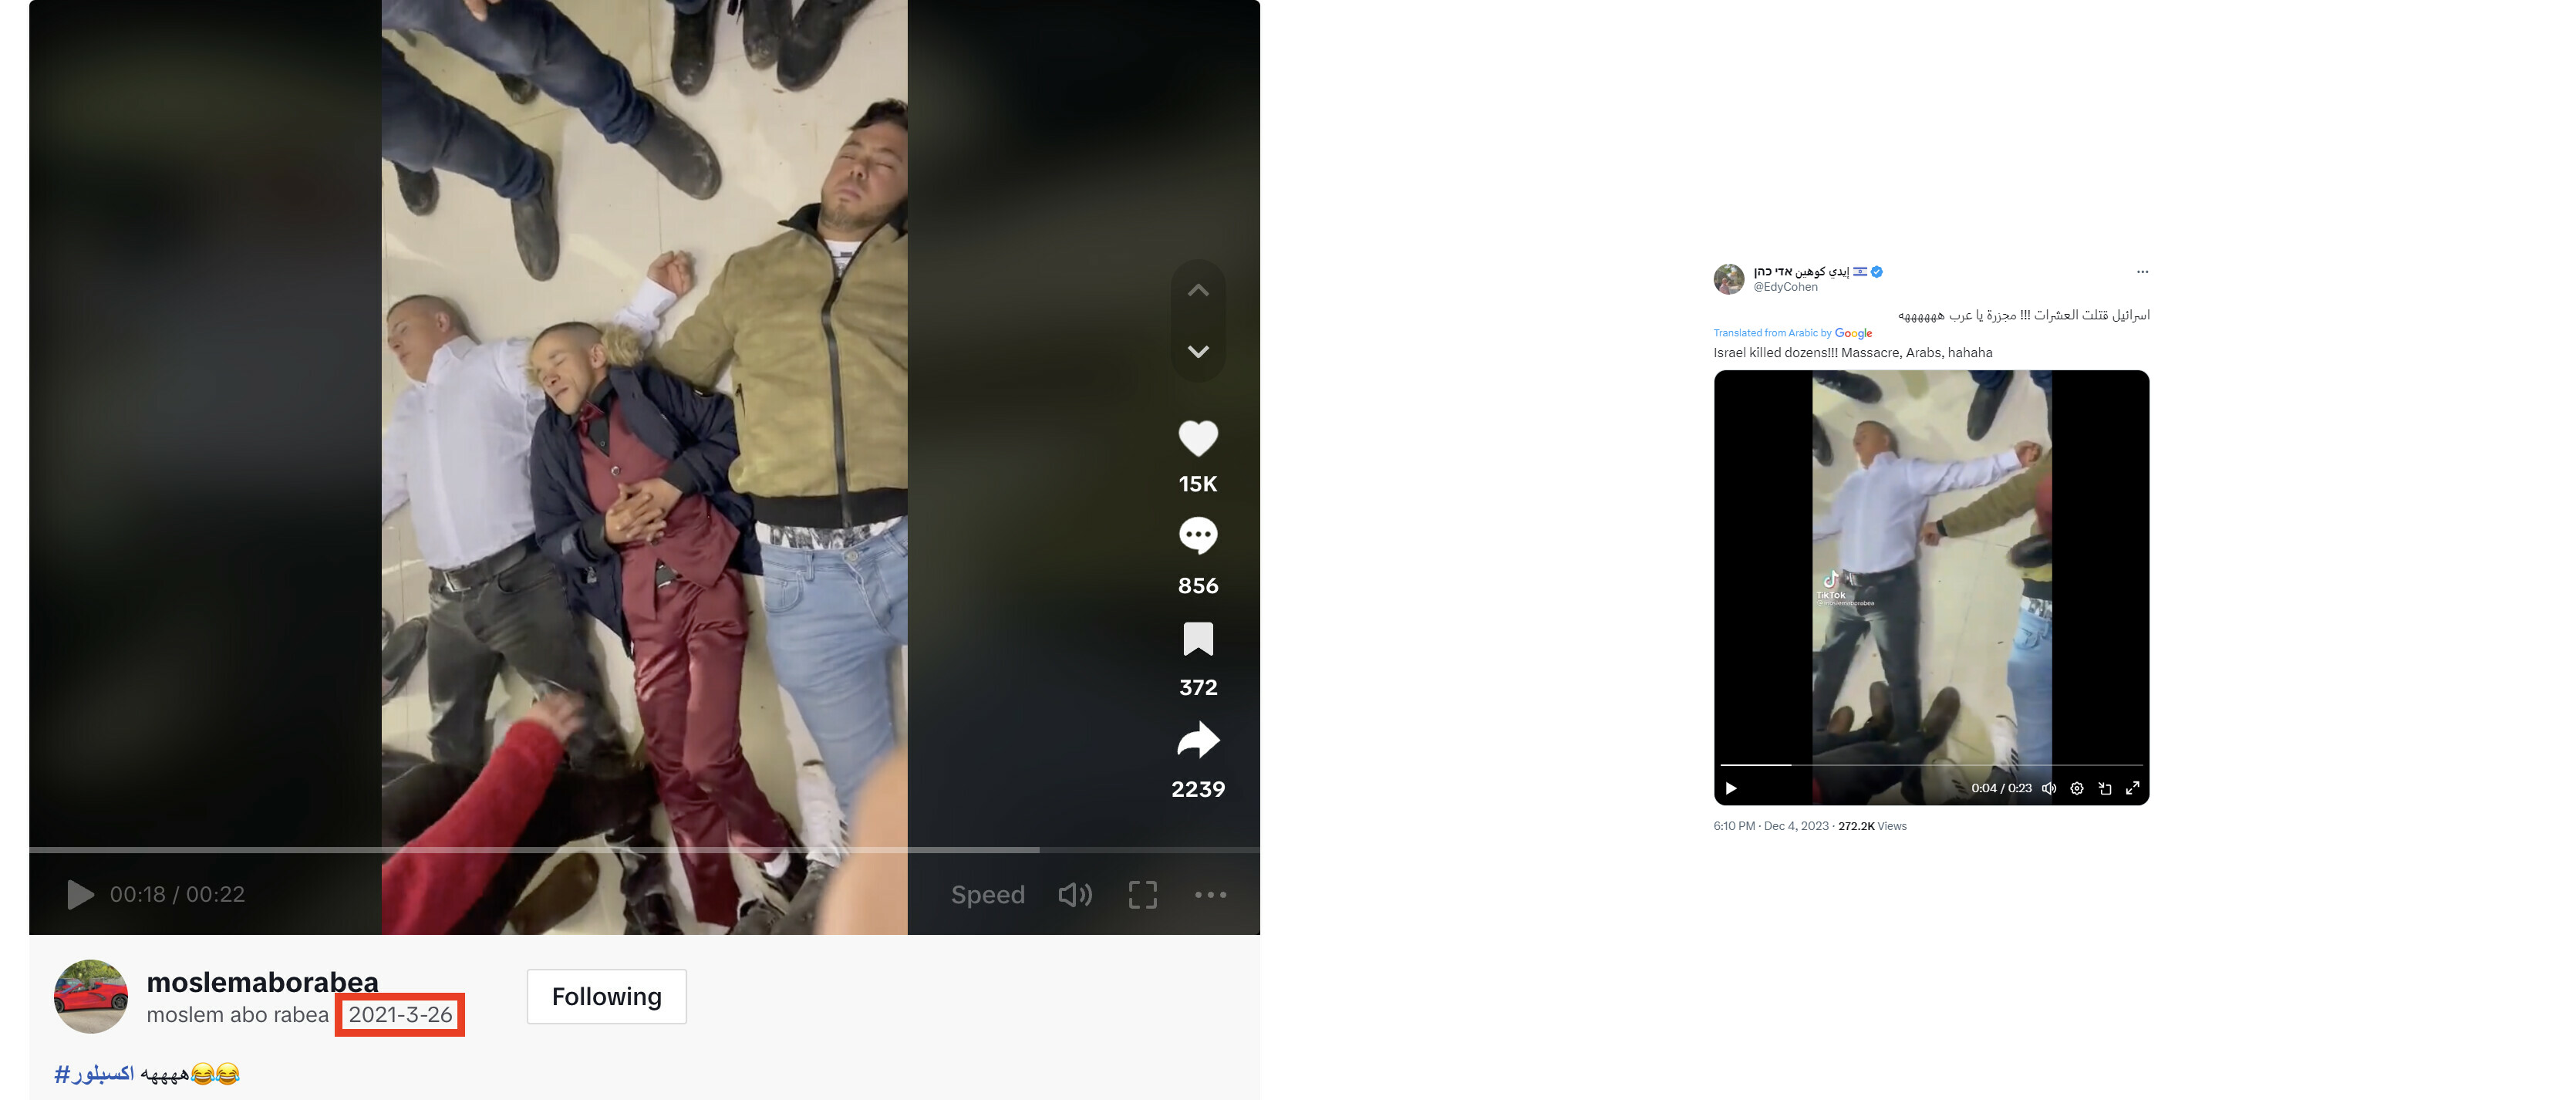 15K
856
372
2239
00:18 / 00:22
Speed
moslemaborabea
moslem abo rabea 2021-3-26
Following
#اكسبلور هههههه😂😂
إيدي كوهين אדי כהן 🇮🇱
@EdyCohen
اسرائيل قتلت العشرات !!! مجزرة يا عرب ههههههه
Translated from Arabic by Google
Israel killed dozens!!! Massacre, Arabs, hahaha
TikTok
@moslemaborabea
0:04 / 0:23
6:10 PM · Dec 4, 2023 · 272.2K Views